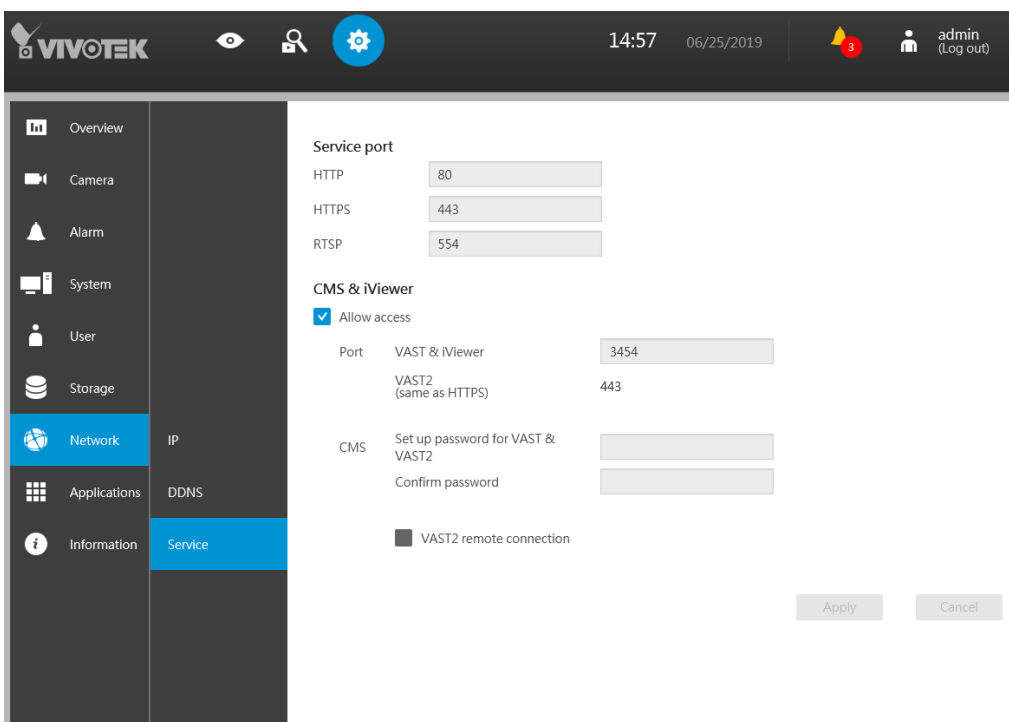 VIVOTEK
14:57 06/25/2019
3
admin
(Log out)
Overview
Camera
Alarm
System
User
Storage
Network
Applications
Information
IP
DDNS
Service
Service port
HTTP 80
HTTPS 443
RTSP 554
CMS & iViewer
Allow access
Port VAST & iViewer 3454
VAST2
(same as HTTPS) 443
CMS Set up password for VAST &
VAST2
Confirm password
VAST2 remote connection
Apply Cancel